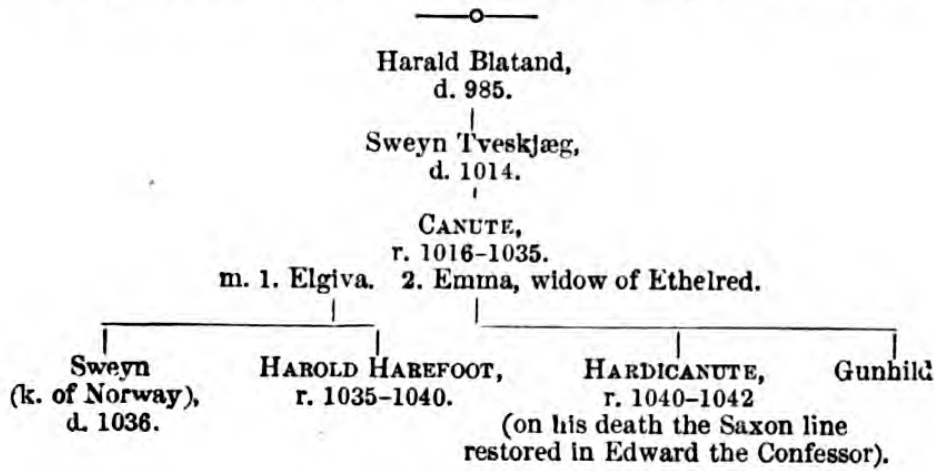 Harald Blatand,
d. 985.
Sweyn Tveskjæg,
d. 1014.
CANUTE,
r. 1016–1035.
m. 1. Elgiva. 2. Emma, widow of Ethelred.
Sweyn
(k. of Norway),
d. 1036.
HAROLD HAREFOOT,
r. 1035–1040.
HARDICANUTE,
r. 1040–1042
(on his death the Saxon line
restored in Edward the Confessor).
Gunhild